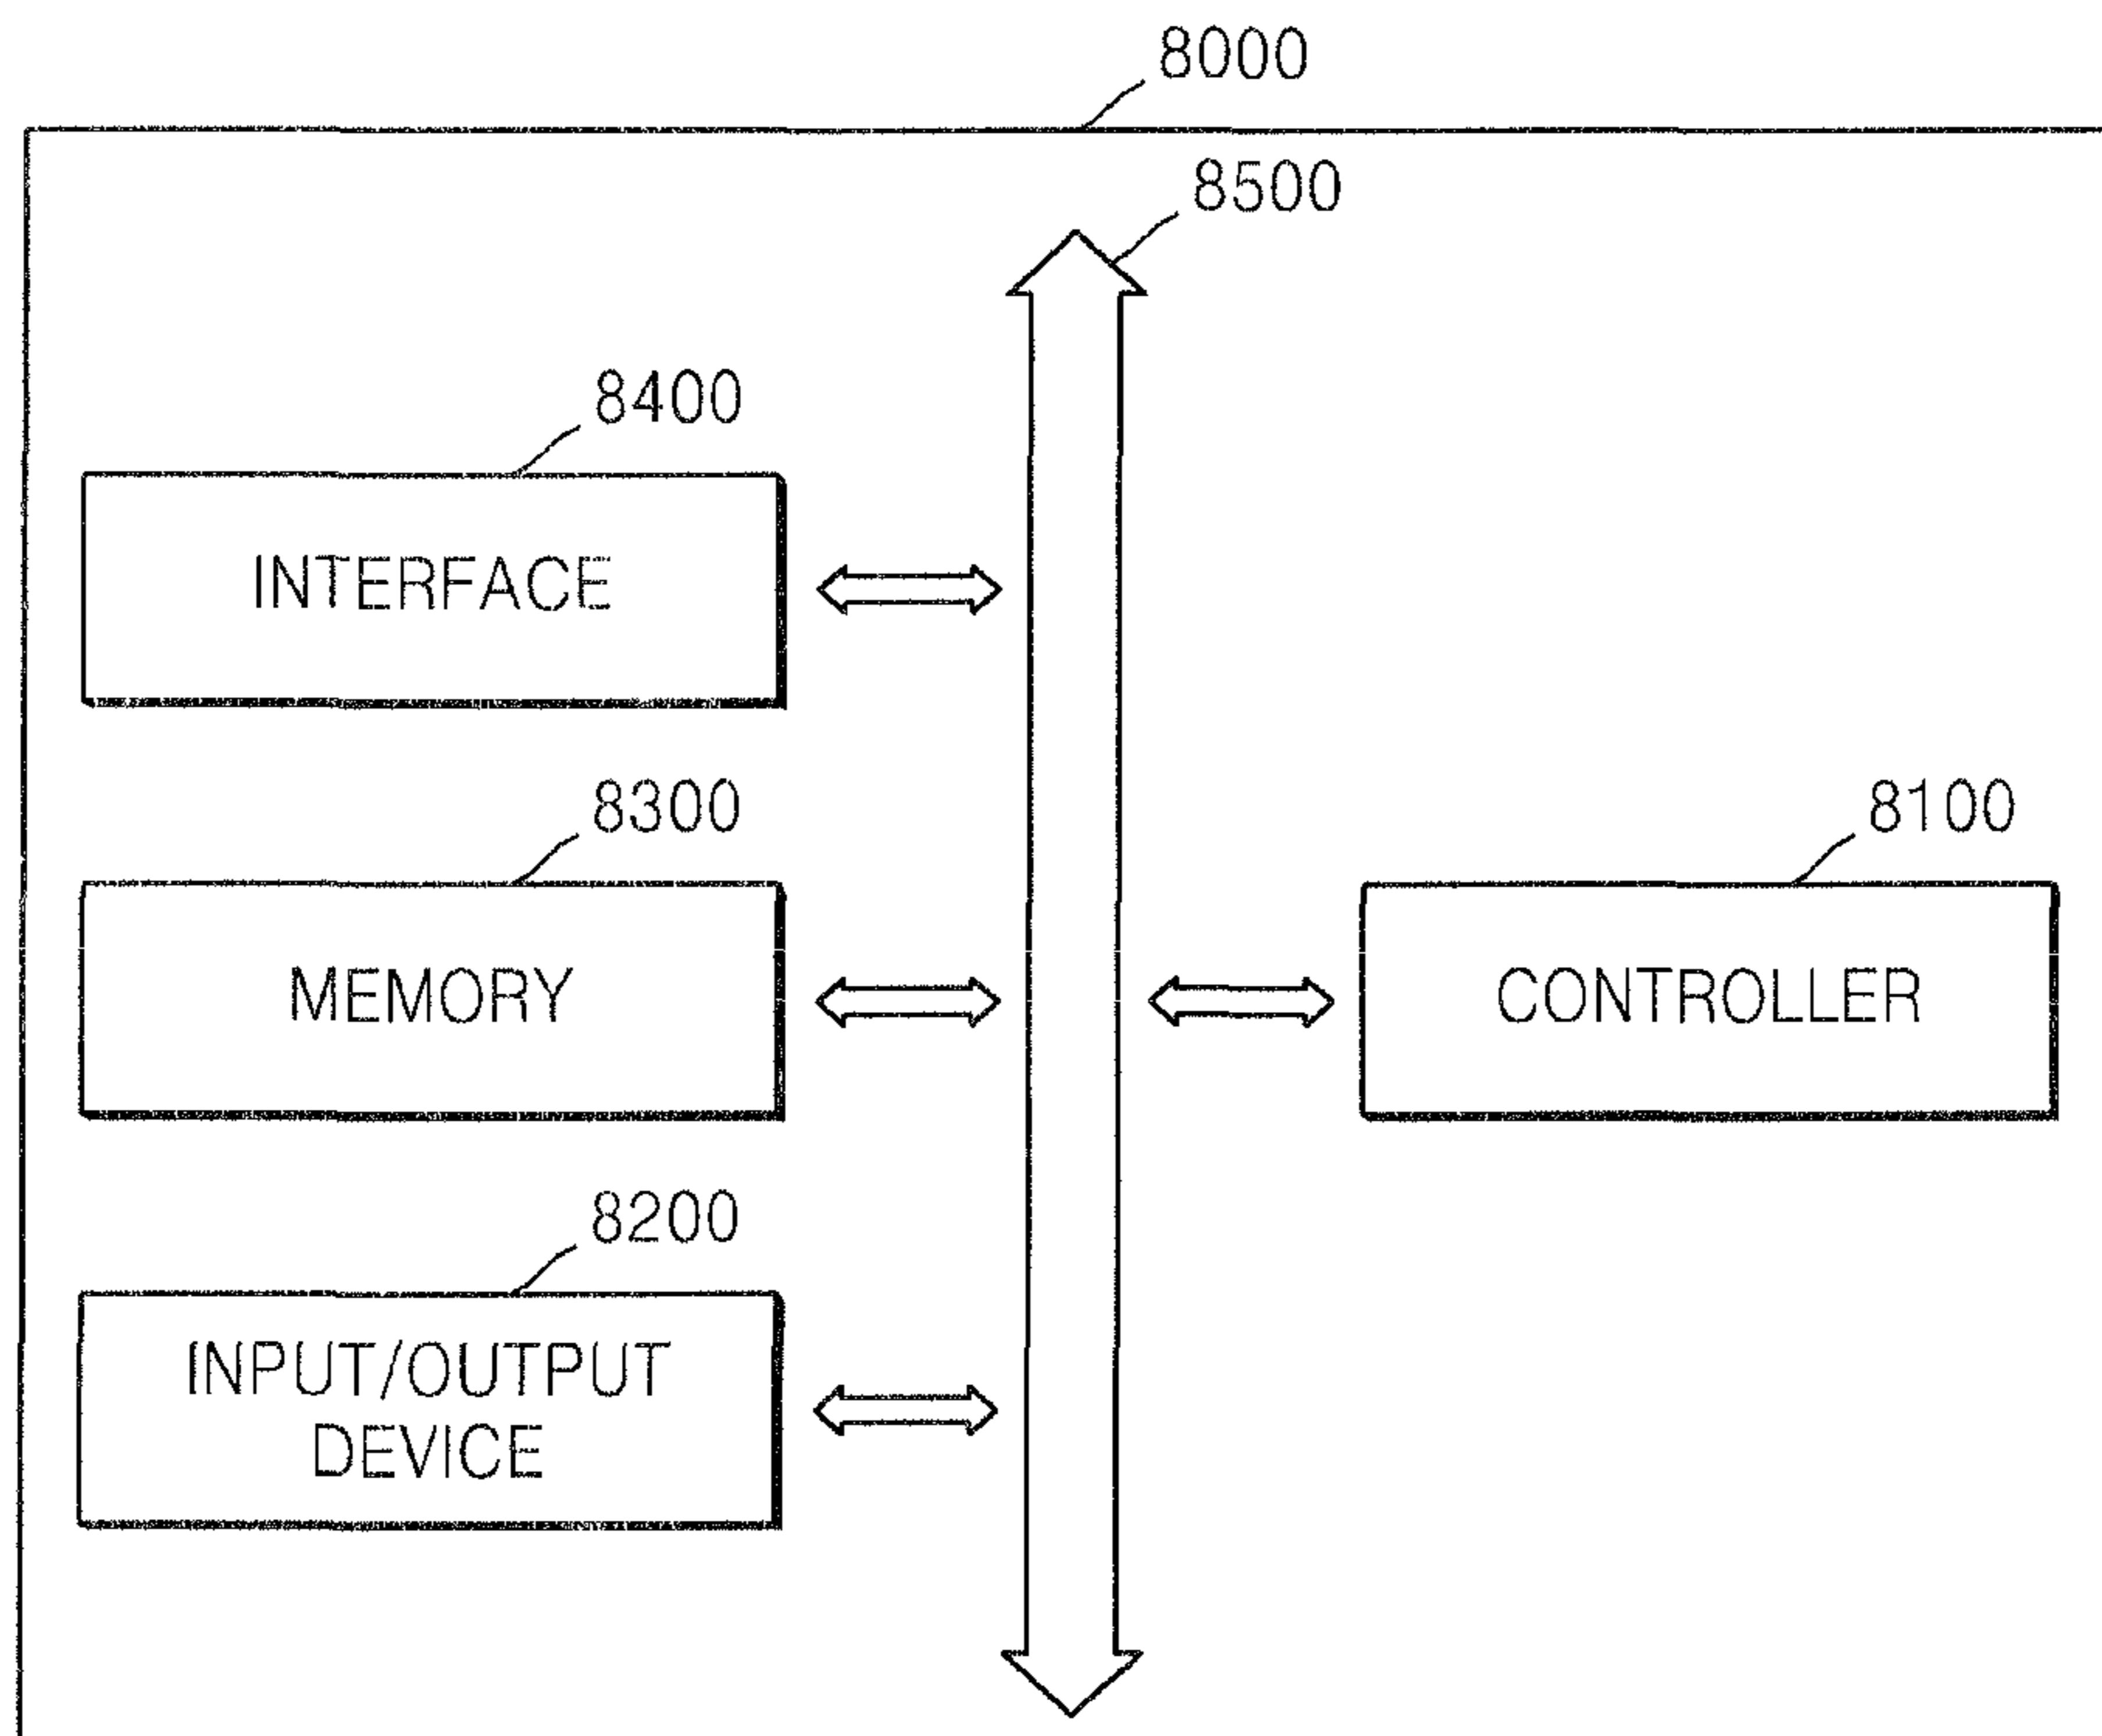 8000
8500
8400
INTERFACE
8300
8100
MEMORY
CONTROLLER
8200
INPUT/OUTPUT
DEVICE